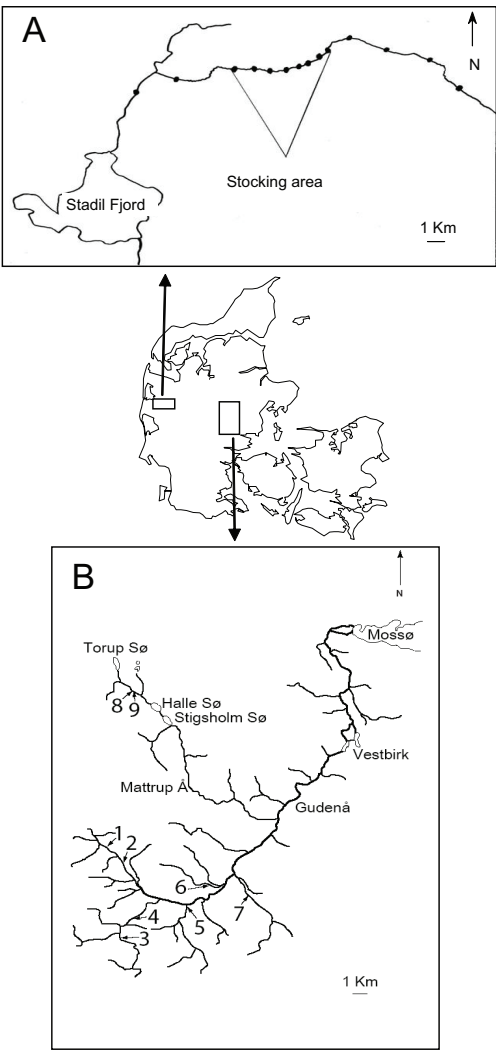 A
N
Stadil Fjord
Stocking area
1 Km
B
N
Mossø
Torup Sø
8 9
Halle Sø
Stigsholm Sø
Vestbirk
Mattrup Å
Gudenå
1
2
6
7
4
5
3
1 Km